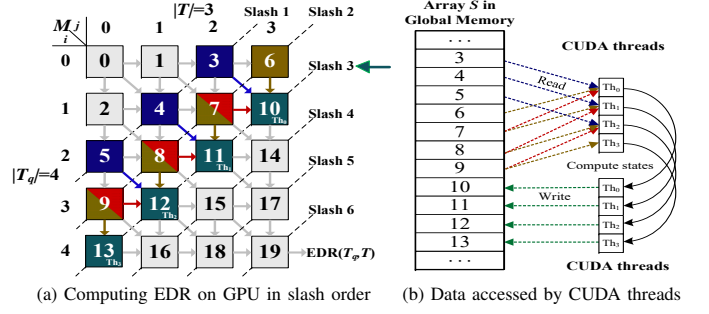 |T|=3
Slash 1
Slash 2
M j
i
0 1 2 3
0 0 1 3 6
Slash 3
1 2 4 7 10 Th₀
Slash 4
2 5 8 11 Th₁ 14
Slash 5
|Tq|=4
3 9 12 Th₂ 15 17
Slash 6
4 13 Th₃ 16 18 19
EDR(Tq,T)
(a) Computing EDR on GPU in slash order
Array S in
Global Memory
· · ·
3
4
5
6
7
8
9
10
11
12
13
· · ·
CUDA threads
Read
Th₀
Th₁
Th₂
Th₃
Compute states
Write
Th₀
Th₁
Th₂
Th₃
CUDA threads
(b) Data accessed by CUDA threads